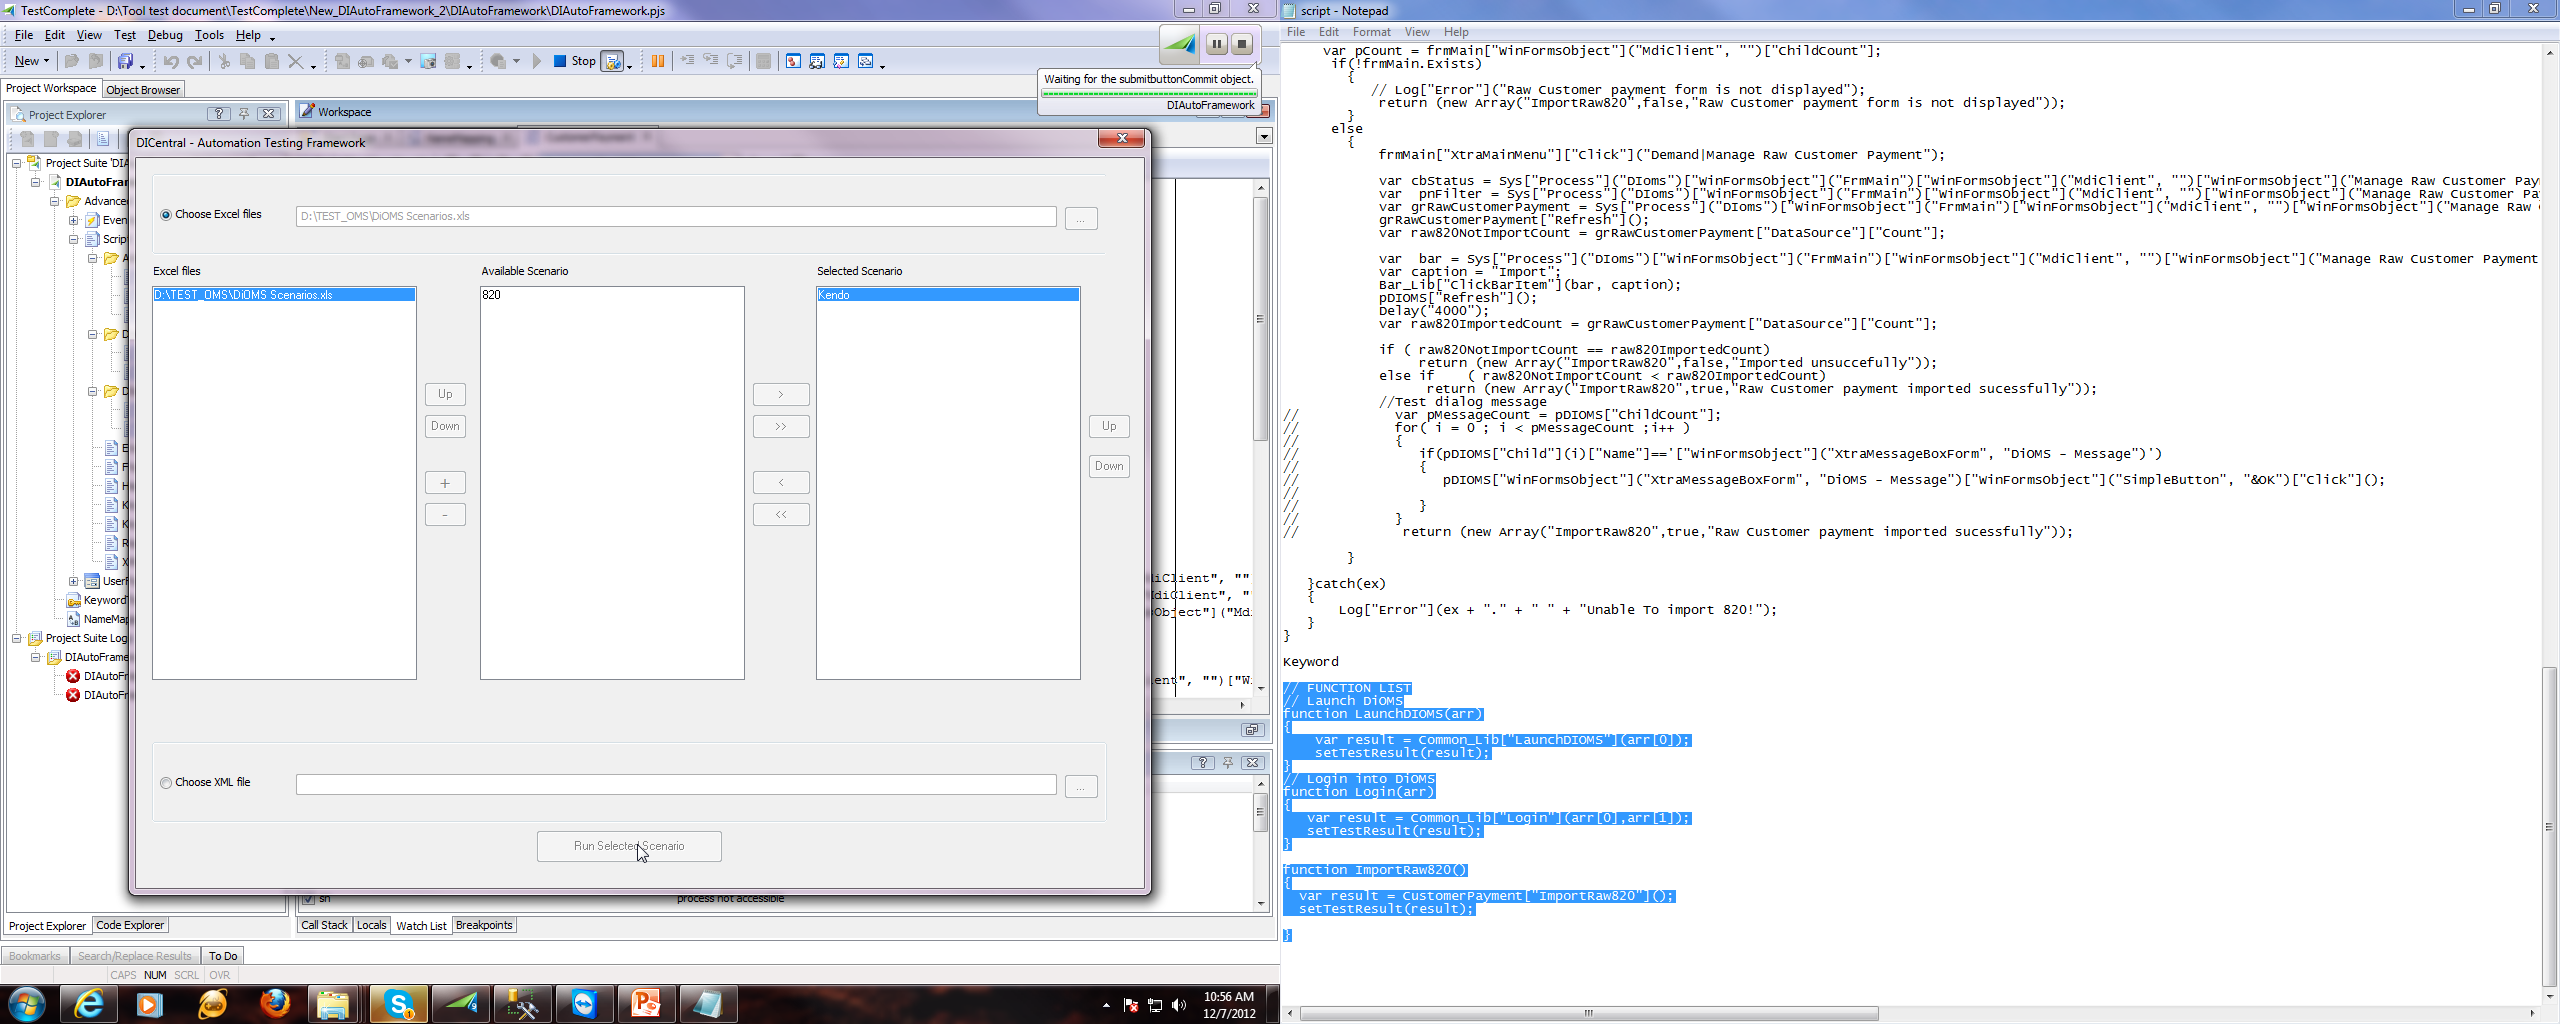 TestComplete - D:\Tool test document\TestComplete\New_DIAutoFramework_2\DIAutoFramework\DIAutoFramework.pjs
File Edit View Test Debug Tools Help
New
Stop
Waiting for the submitbuttonCommit object.
DIAutoFramework
Project Workspace Object Browser
Project Explorer
Workspace
Project Suite 'DIA
DIAutoFrar
Advance
Even
Script
A
D
D
E
F
H
K
K
R
X
UserF
Keyword
NameMap
Project Suite Log
DIAutoFrame
DIAutoFr
DIAutoFr
DICentral - Automation Testing Framework
Choose Excel files
D:\TEST_OMS\DiOMS Scenarios.xls
...
Excel files
Available Scenario
Selected Scenario
D:\TEST_OMS\DiOMS Scenarios.xls
820
Kendo
Up
Down
+
-
>
>>
<
<<
Up
Down
Choose XML file
...
Run Selected Scenario
diClient", ""
MdiClient", "
Object"]("Md
ent", "")["W
sh
process not accessible
Project Explorer Code Explorer
Call Stack Locals Watch List Breakpoints
Bookmarks Search/Replace Results To Do
CAPS NUM SCRL OVR
10:56 AM
12/7/2012
script - Notepad
File Edit Format View Help
var pCount = frmMain["WinFormsObject"]("MdiClient", "")["ChildCount"];
if(!frmMain.Exists)
{
// Log["Error"]("Raw Customer payment form is not displayed");
return (new Array("ImportRaw820",false,"Raw Customer payment form is not displayed"));
}
else
{
frmMain["XtraMainMenu"]["Click"]("Demand|Manage Raw Customer Payment");
var cbStatus = Sys["Process"]("DIoms")["WinFormsObject"]("FrmMain")["WinFormsObject"]("MdiClient", "")["WinFormsObject"]("Manage Raw Customer Pay
var  pnFilter = Sys["Process"]("DIoms")["WinFormsObject"]("FrmMain")["WinFormsObject"]("MdiClient", "")["WinFormsObject"]("Manage Raw Customer Pa
var grRawCustomerPayment = Sys["Process"]("DIoms")["WinFormsObject"]("FrmMain")["WinFormsObject"]("MdiClient", "")["WinFormsObject"]("Manage Raw
grRawCustomerPayment["Refresh"]();
var raw820NotImportCount = grRawCustomerPayment["DataSource"]["Count"];
var  bar = Sys["Process"]("DIoms")["WinFormsObject"]("FrmMain")["WinFormsObject"]("MdiClient", "")["WinFormsObject"]("Manage Raw Customer Payment
var caption = "Import";
Bar_Lib["ClickBarItem"](bar, caption);
pDIOMS["Refresh"]();
Delay("4000");
var raw820ImportedCount = grRawCustomerPayment["DataSource"]["Count"];
if ( raw820NotImportCount == raw820ImportedCount)
return (new Array("ImportRaw820",false,"Imported unsuccefully"));
else if    ( raw820NotImportCount < raw820ImportedCount)
return (new Array("ImportRaw820",true,"Raw Customer payment imported sucessfully"));
//Test dialog message
// var pMessageCount = pDIOMS["ChildCount"];
// for( i = 0 ; i < pMessageCount ;i++ )
// {
// if(pDIOMS["Child"](i)["Name"]=='["WinFormsObject"]("XtraMessageBoxForm", "DiOMS - Message")')
// {
// pDIOMS["WinFormsObject"]("XtraMessageBoxForm", "DiOMS - Message")["WinFormsObject"]("SimpleButton", "&OK")["Click"]();
//
// }
// }
// return (new Array("ImportRaw820",true,"Raw Customer payment imported sucessfully"));
}
}catch(ex)
{
Log["Error"](ex + "." + " " + "Unable To import 820!");
}
}
Keyword
// FUNCTION LIST
// Launch DiOMS
function LaunchDIOMS(arr)
{
var result = Common_Lib["LaunchDIOMS"](arr[0]);
setTestResult(result);
}
// Login into DiOMS
function Login(arr)
{
var result = Common_Lib["Login"](arr[0],arr[1]);
setTestResult(result);
}
function ImportRaw820()
{
var result = CustomerPayment["ImportRaw820"]();
setTestResult(result);
}